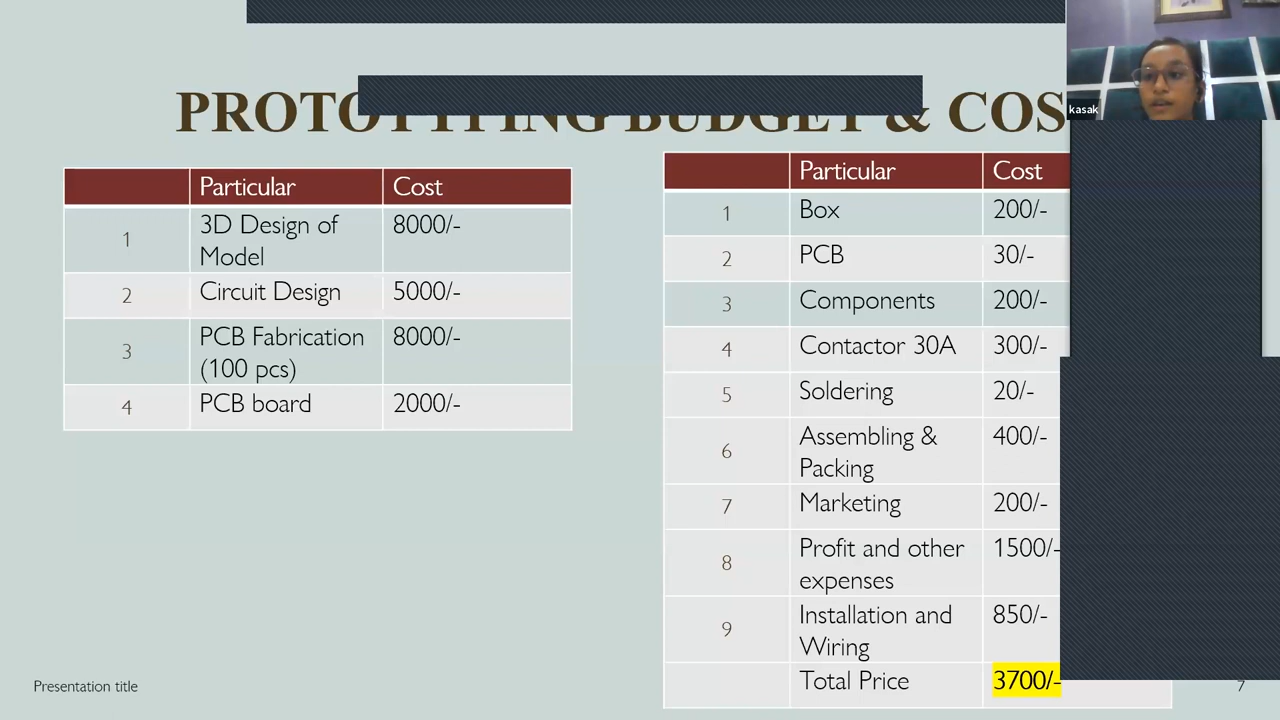 & COS
kasak
Particular Cost
1 3D Design of Model 8000/-
2 Circuit Design 5000/-
3 PCB Fabrication (100 pcs) 8000/-
4 PCB board 2000/-
Particular Cost
1 Box 200/-
2 PCB 30/-
3 Components 200/-
4 Contactor 30A 300/-
5 Soldering 20/-
6 Assembling & Packing 400/-
7 Marketing 200/-
8 Profit and other expenses 1500/-
9 Installation and Wiring 850/-
Total Price 3700/-
Presentation title
7